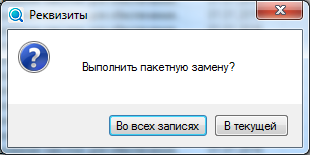 Реквизиты
Выполнить пакетную замену?
Во всех записях
В текущей